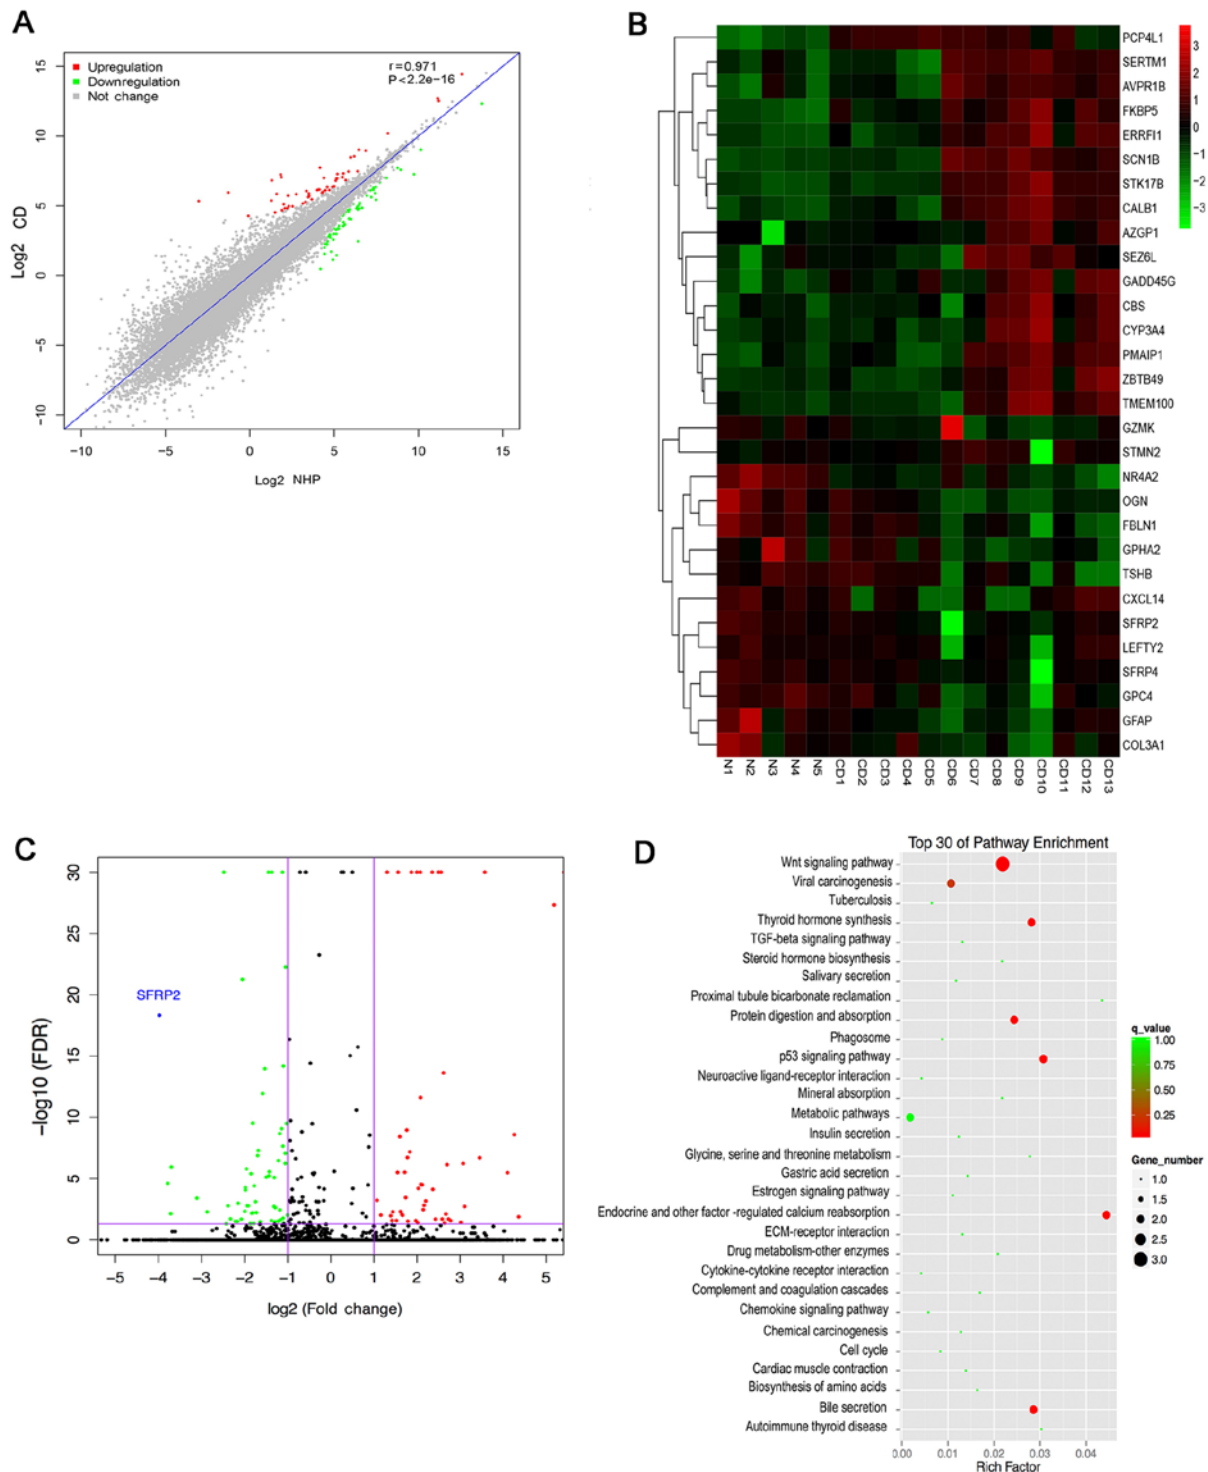 A
Upregulation
Downregulation
Not change
r=0.971
P<2.2e-16
15
10
5
0
−5
−10
Log2 CD
−10
−5
0
5
10
15
Log2 NHP
B
PCP4L1
SERTM1
AVPR1B
FKBP5
ERRFI1
SCN1B
STK17B
CALB1
AZGP1
SEZ6L
GADD45G
CBS
CYP3A4
PMAIP1
ZBTB49
TMEM100
GZMK
STMN2
NR4A2
OGN
FBLN1
GPHA2
TSHB
CXCL14
SFRP2
LEFTY2
SFRP4
GPC4
GFAP
COL3A1
3
2
1
0
−1
−2
−3
N1
N2
N3
N4
N5
CD1
CD2
CD3
CD4
CD5
CD6
CD7
CD8
CD9
CD10
CD11
CD12
CD13
C
30
25
20
15
10
5
0
−log10 (FDR)
SFRP2
−5
−4
−3
−2
−1
0
1
2
3
4
5
log2 (Fold change)
D
Top 30 of Pathway Enrichment
Wnt signaling pathway
Viral carcinogenesis
Tuberculosis
Thyroid hormone synthesis
TGF-beta signaling pathway
Steroid hormone biosynthesis
Salivary secretion
Proximal tubule bicarbonate reclamation
Protein digestion and absorption
Phagosome
p53 signaling pathway
Neuroactive ligand-receptor interaction
Mineral absorption
Metabolic pathways
Insulin secretion
Glycine, serine and threonine metabolism
Gastric acid secretion
Estrogen signaling pathway
Endocrine and other factor -regulated calcium reabsorption
ECM-receptor interaction
Drug metabolism-other enzymes
Cytokine-cytokine receptor interaction
Complement and coagulation cascades
Chemokine signaling pathway
Chemical carcinogenesis
Cell cycle
Cardiac muscle contraction
Biosynthesis of amino acids
Bile secretion
Autoimmune thyroid disease
0.00
0.01
0.02
0.03
0.04
Rich Factor
q_value
1.00
0.75
0.50
0.25
Gene_number
1.0
1.5
2.0
2.5
3.0